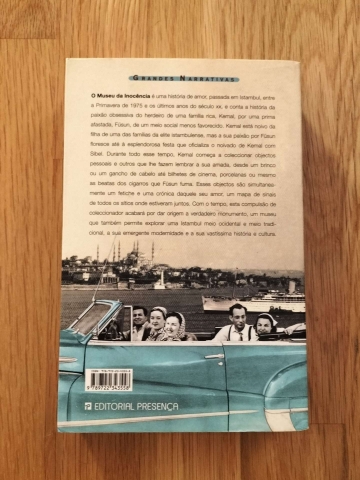 GRANDES NARRATIVAS
O Museu da Inocência é uma história de amor, passada em Istambul, entre
a Primavera de 1975 e os últimos anos do século XX, e conta a história da
paixão obsessiva do herdeiro de uma família rica, Kemal, por uma prima
afastada, Füsun, de um meio social menos favorecido. Kemal está noivo da
filha de uma das famílias da elite istambulense, mas a sua paixão por Füsun
floresce até à explendorosa festa que oficializa o noivado de Kemal com
Sibel. Durante todo esse tempo, Kemal começa a coleccionar objectos
pessoais e outros que lhe fazem lembrar à sua amada, desde um brinco
ou um gancho de cabelo até bilhetes de cinema, porcelanas ou mesmo
as beatas dos cigarros que Füsun fuma. Esses objectos são simultanea-
mente um fetiche e uma crónica daquele seu amor, um mapa de sinais
de todos os sítios onde estiveram juntos. Com o tempo, esta compulsão de
coleccionador acabará por dar origem a verdadeiro monumento, um museu
que também permite explorar uma Istambul meio ocidental e meio tradi-
cional, a sua emergente modernidade e a sua vastíssima história e cultura.
9 789722 343558
EDITORIAL PRESENÇA